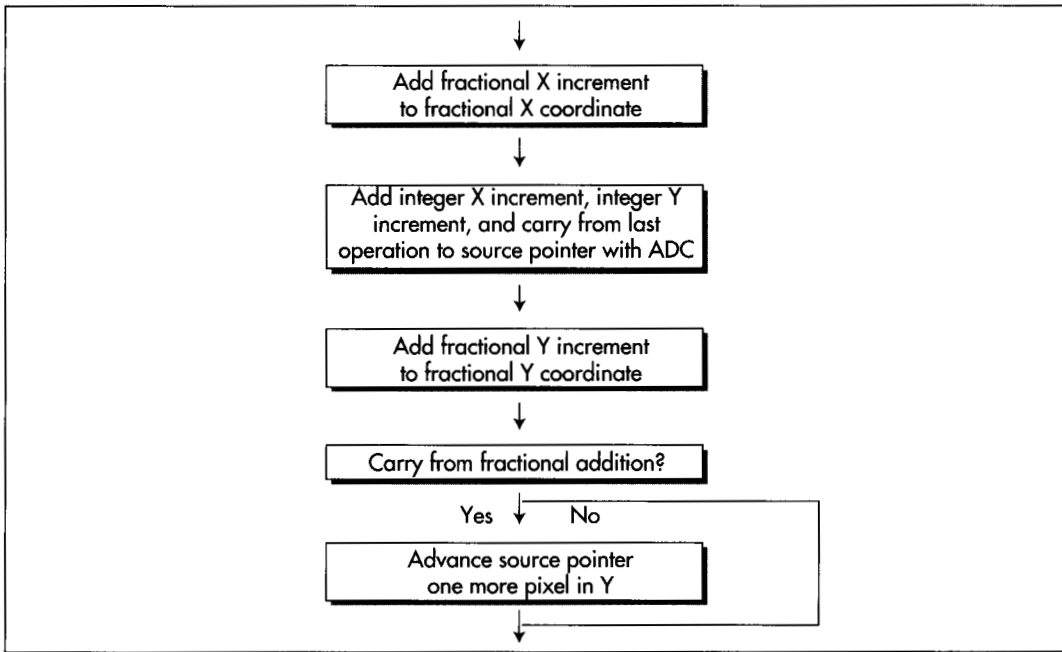 Add fractional X increment
to fractional X coordinate
Add integer X increment, integer Y
increment, and carry from last
operation to source pointer with ADC
Add fractional Y increment
to fractional Y coordinate
Carry from fractional addition?
Yes No
Advance source pointer
one more pixel in Y